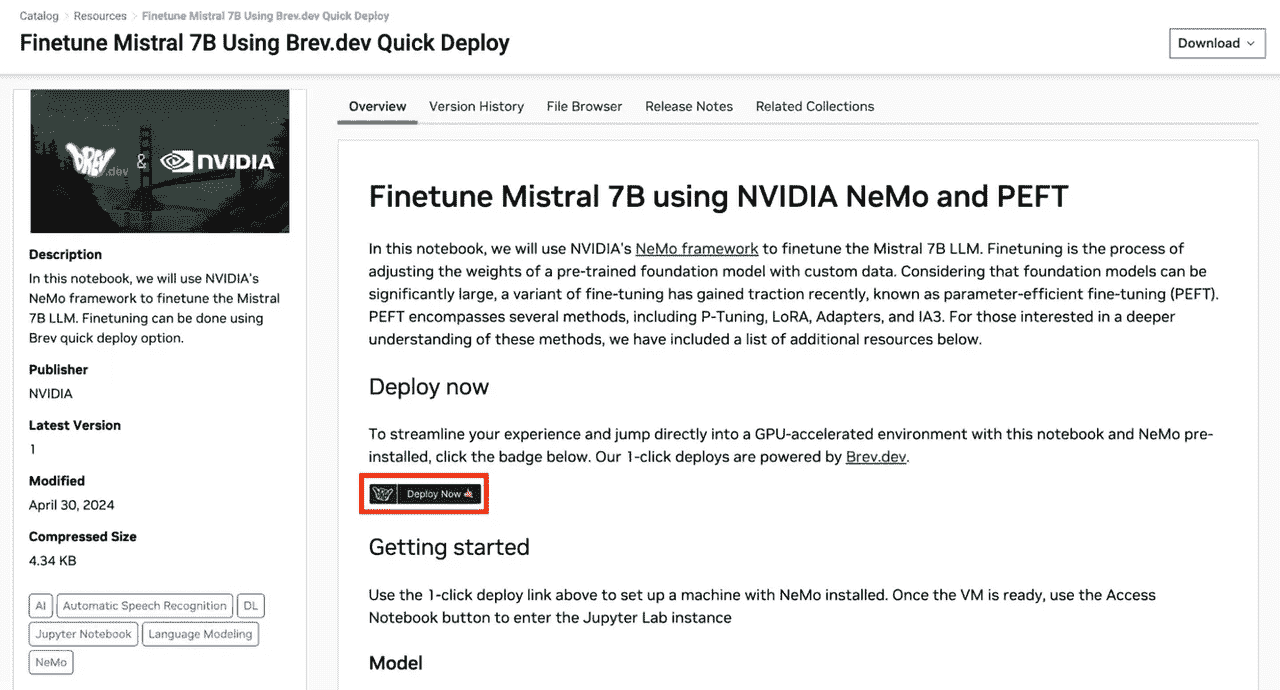 Catalog > Resources > Finetune Mistral 7B Using Brev.dev Quick Deploy
Finetune Mistral 7B Using Brev.dev Quick Deploy
Download
BREV.dev & NVIDIA
Description
In this notebook, we will use NVIDIA's
NeMo framework to finetune the Mistral
7B LLM. Finetuning can be done using
Brev quick deploy option.
Publisher
NVIDIA
Latest Version
1
Modified
April 30, 2024
Compressed Size
4.34 KB
AI Automatic Speech Recognition DL
Jupyter Notebook Language Modeling
NeMo
Overview Version History File Browser Release Notes Related Collections
Finetune Mistral 7B using NVIDIA NeMo and PEFT
In this notebook, we will use NVIDIA's NeMo framework to finetune the Mistral 7B LLM. Finetuning is the process of
adjusting the weights of a pre-trained foundation model with custom data. Considering that foundation models can be
significantly large, a variant of fine-tuning has gained traction recently, known as parameter-efficient fine-tuning (PEFT).
PEFT encompasses several methods, including P-Tuning, LoRA, Adapters, and IA3. For those interested in a deeper
understanding of these methods, we have included a list of additional resources below.
Deploy now
To streamline your experience and jump directly into a GPU-accelerated environment with this notebook and NeMo pre-
installed, click the badge below. Our 1-click deploys are powered by Brev.dev.
Deploy Now
Getting started
Use the 1-click deploy link above to set up a machine with NeMo installed. Once the VM is ready, use the Access
Notebook button to enter the Jupyter Lab instance
Model